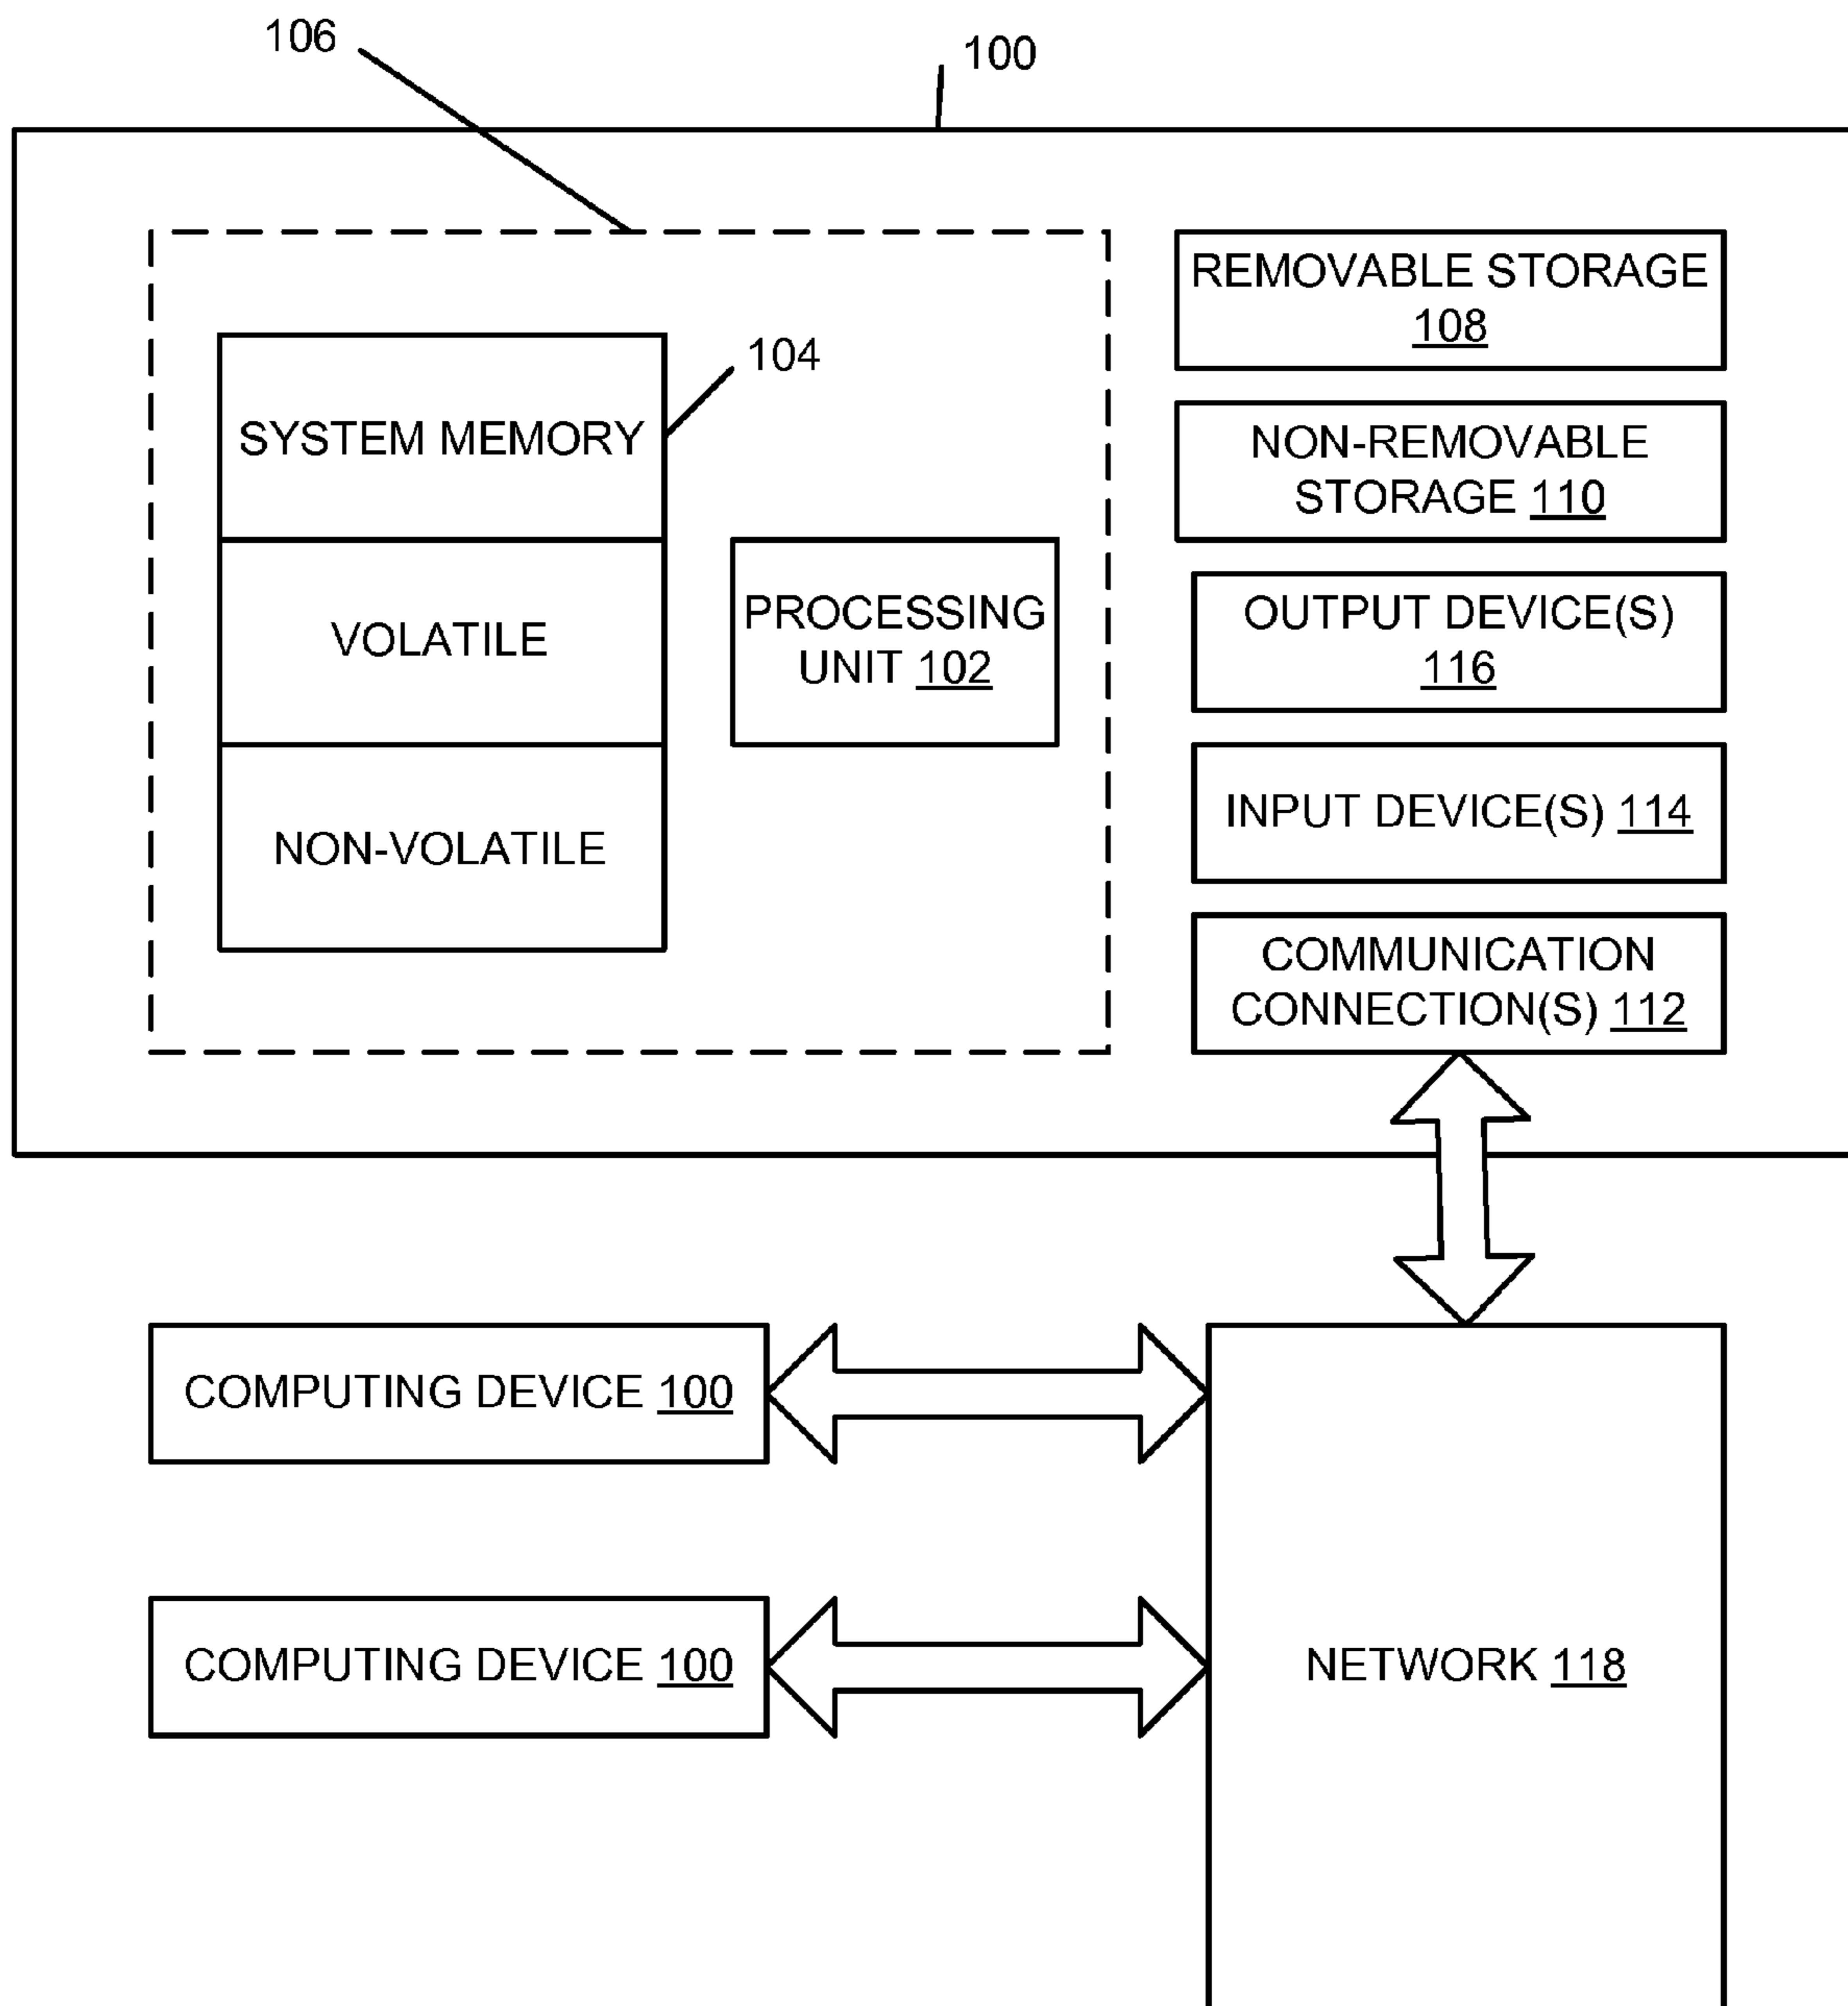 106
100
SYSTEM MEMORY
104
VOLATILE
NON-VOLATILE
PROCESSING
UNIT 102
REMOVABLE STORAGE
108
NON-REMOVABLE
STORAGE 110
OUTPUT DEVICE(S)
116
INPUT DEVICE(S) 114
COMMUNICATION
CONNECTION(S) 112
COMPUTING DEVICE 100
COMPUTING DEVICE 100
NETWORK 118